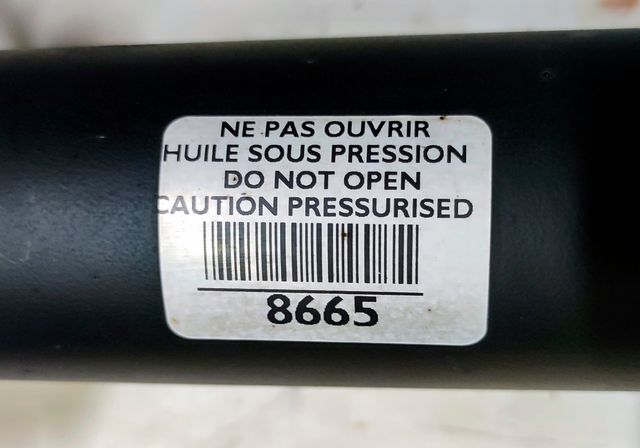 NE PAS OUVRIR
HUILE SOUS PRESSION
DO NOT OPEN
CAUTION PRESSURISED
8665